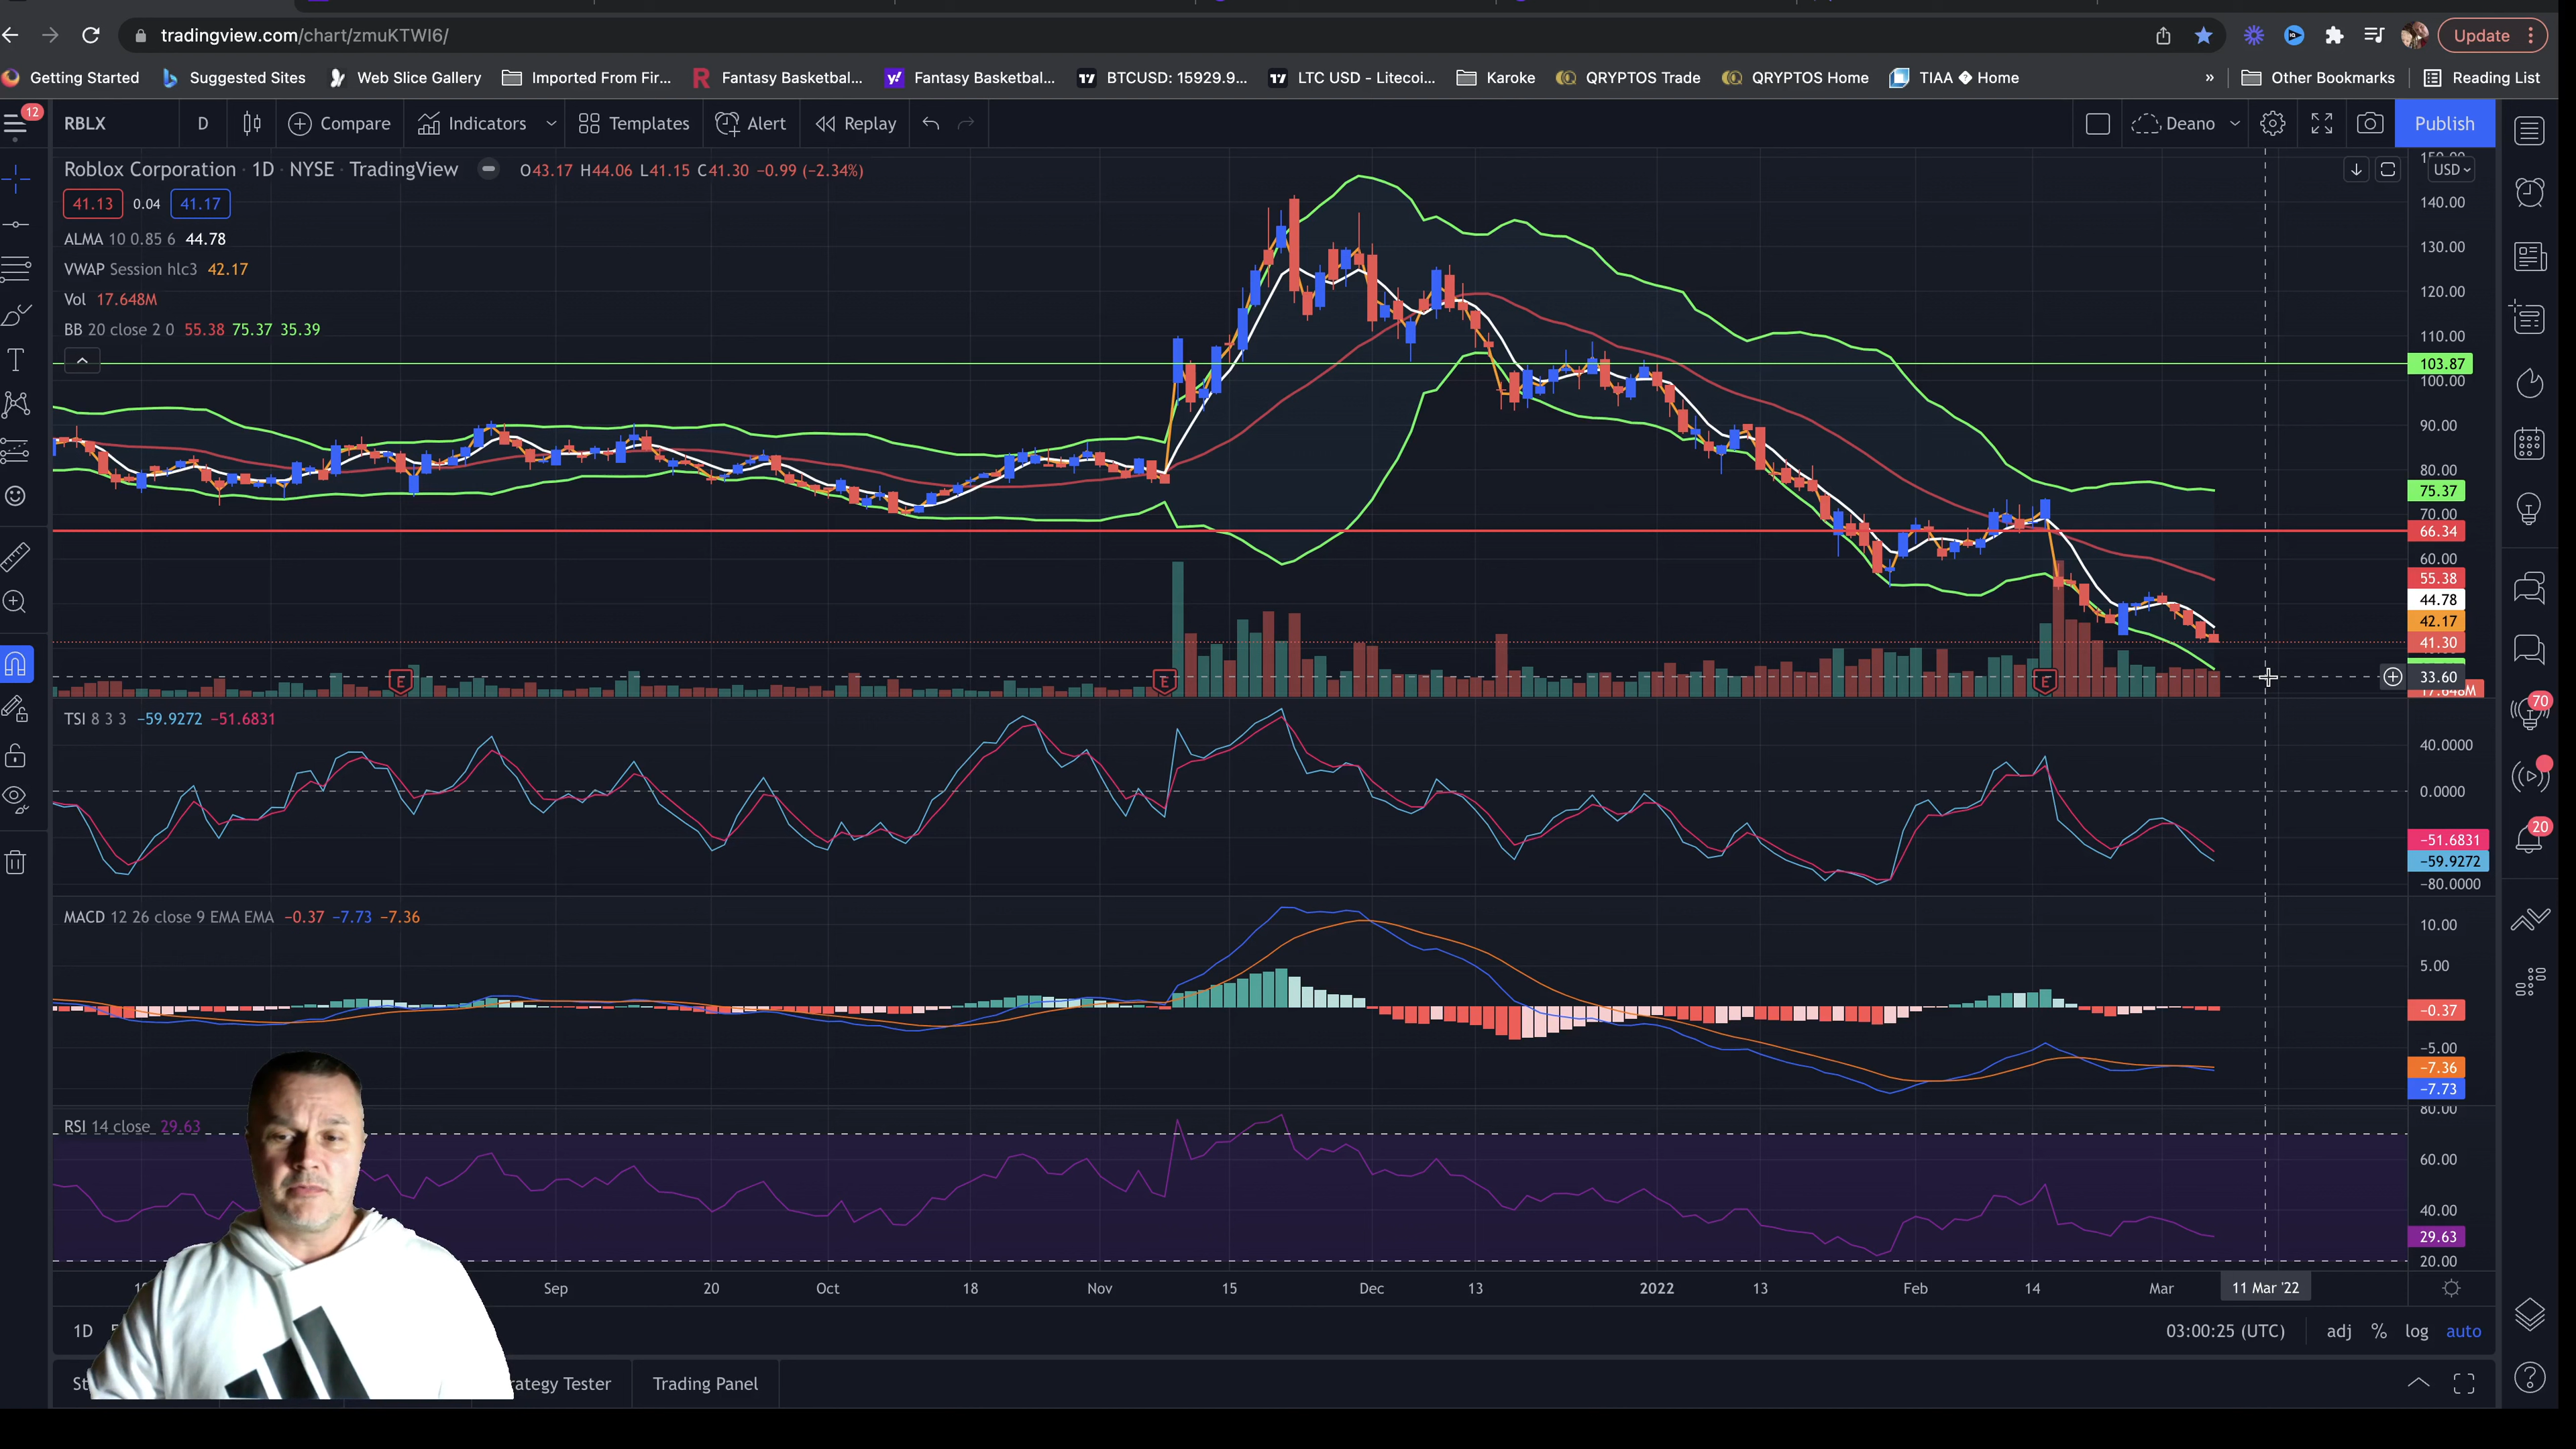 tradingview.com/chart/zmuKTWI6/
Update
Getting Started Suggested Sites Web Slice Gallery Imported From Fir... Fantasy Basketbal... Fantasy Basketbal... BTCUSD: 15929.9... LTC USD - Litecoi... Karoke QRYPTOS Trade QRYPTOS Home TIAA � Home » Other Bookmarks Reading List
12
RBLX D Compare Indicators Templates Alert Replay Deano Publish
Roblox Corporation · 1D · NYSE · TradingView O43.17 H44.06 L41.15 C41.30 −0.99 (−2.34%)
USD
41.13 0.04 41.17
ALMA 10 0.85 6 44.78
VWAP Session hlc3 42.17
Vol 17.648M
BB 20 close 2 0 55.38 75.37 35.39
140.00
130.00
120.00
110.00
103.87
100.00
90.00
80.00
75.37
70.00
66.34
60.00
55.38
44.78
42.17
41.30
33.60
17.648M
E E E
TSI 8 3 3 −59.9272 −51.6831
40.0000
0.0000
−51.6831
−59.9272
−80.0000
70
20
MACD 12 26 close 9 EMA EMA −0.37 −7.73 −7.36
10.00
5.00
−0.37
−5.00
−7.36
−7.73
RSI 14 close 29.63
80.00
60.00
40.00
29.63
20.00
Sep 20 Oct 18 Nov 15 Dec 13 2022 13 Feb 14 Mar 11 Mar '22
1D 03:00:25 (UTC) adj % log auto
rategy Tester Trading Panel